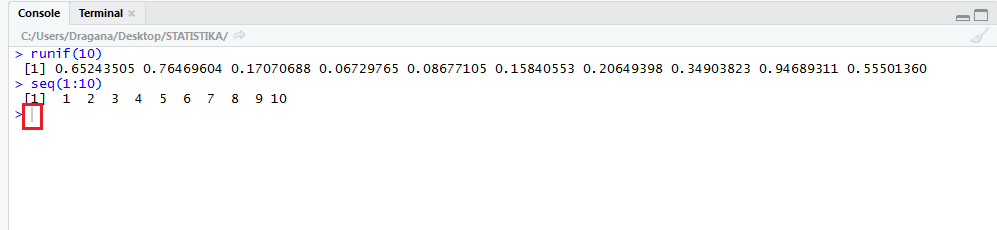 Console Terminal
C:/Users/Dragana/Desktop/STATISTIKA/
> runif(10)
[1] 0.65243505 0.76469604 0.17070688 0.06729765 0.08677105 0.15840553 0.20649398 0.34903823 0.94689311 0.55501360
> seq(1:10)
[1] 1 2 3 4 5 6 7 8 9 10
>